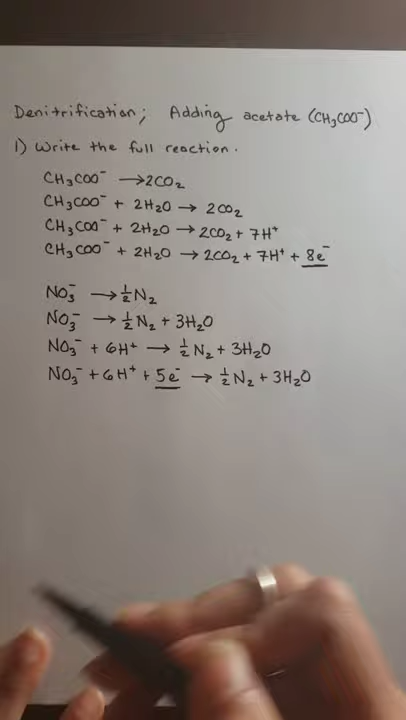 Denitrification; Adding acetate (CH₃COO⁻)
1) Write the full reaction.
CH₃COO⁻ → 2CO₂
CH₃COO⁻ + 2H₂O → 2CO₂
CH₃COO⁻ + 2H₂O → 2CO₂ + 7H⁺
CH₃COO⁻ + 2H₂O → 2CO₂ + 7H⁺ + 8e⁻
NO₃⁻ → ½N₂
NO₃⁻ → ½N₂ + 3H₂O
NO₃⁻ + 6H⁺ → ½N₂ + 3H₂O
NO₃⁻ + 6H⁺ + 5e⁻ → ½N₂ + 3H₂O